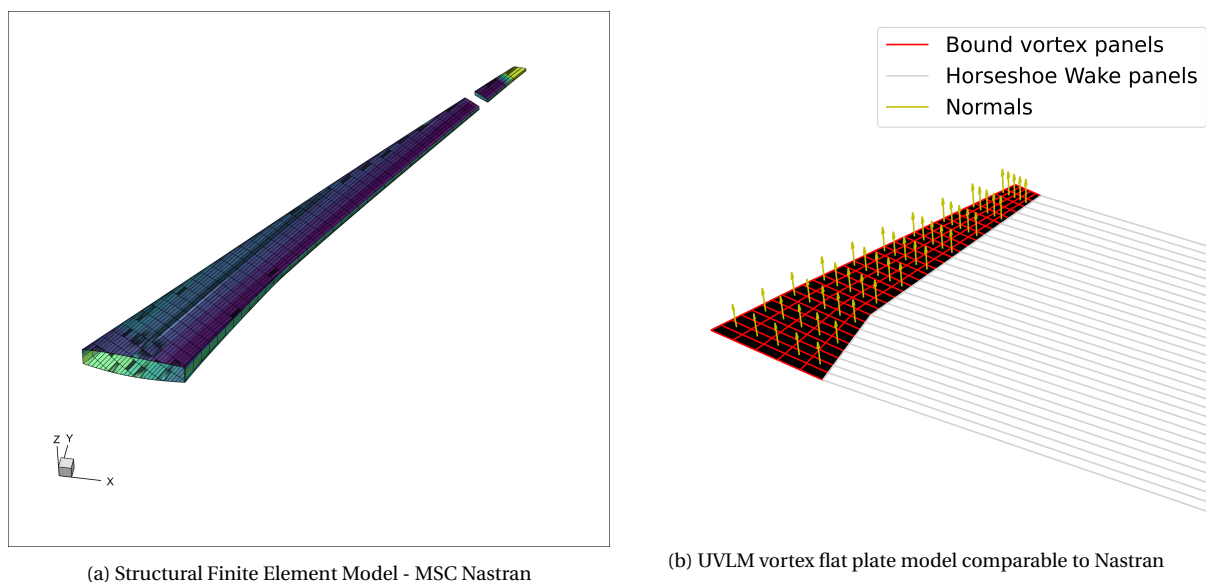 Z Y
X
(a) Structural Finite Element Model - MSC Nastran
Bound vortex panels
Horseshoe Wake panels
Normals
(b) UVLM vortex flat plate model comparable to Nastran